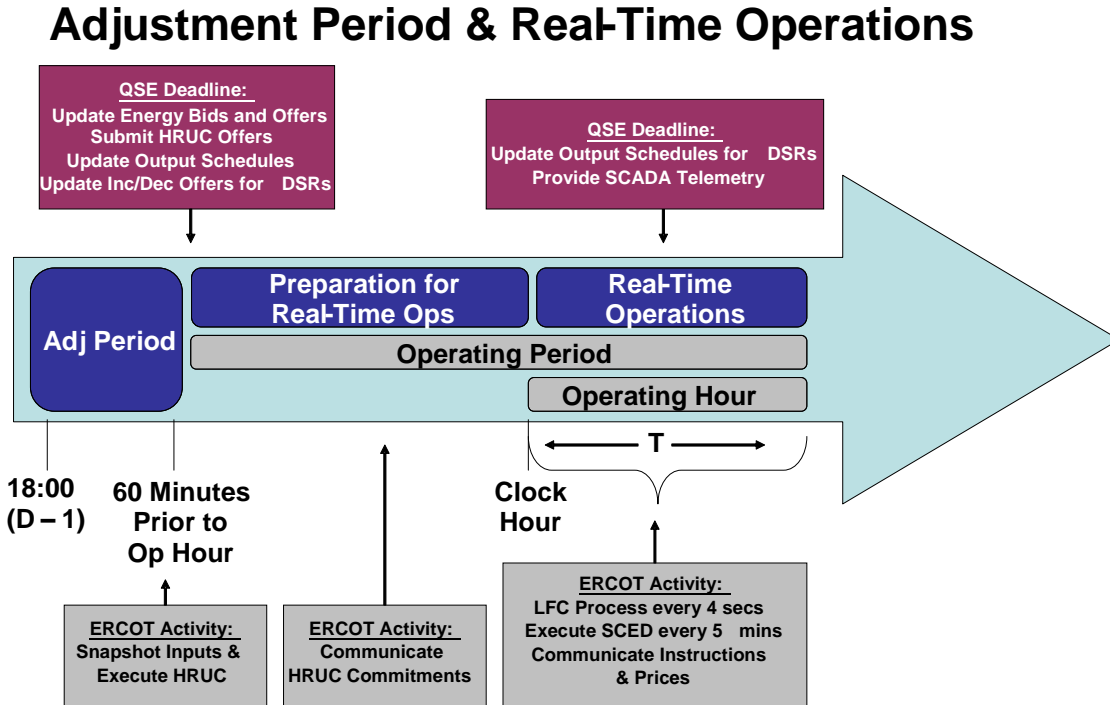 Adjustment Period & Real-Time Operations
QSE Deadline:
Update Energy Bids and Offers
Submit HRUC Offers
Update Output Schedules
Update Inc/Dec Offers for DSRs
QSE Deadline:
Update Output Schedules for DSRs
Provide SCADA Telemetry
Adj Period
Preparation for
Real-Time Ops
Real-Time
Operations
Operating Period
Operating Hour
T
18:00
(D – 1)
60 Minutes
Prior to
Op Hour
Clock
Hour
ERCOT Activity:
Snapshot Inputs &
Execute HRUC
ERCOT Activity:
Communicate
HRUC Commitments
ERCOT Activity:
LFC Process every 4 secs
Execute SCED every 5 mins
Communicate Instructions
& Prices